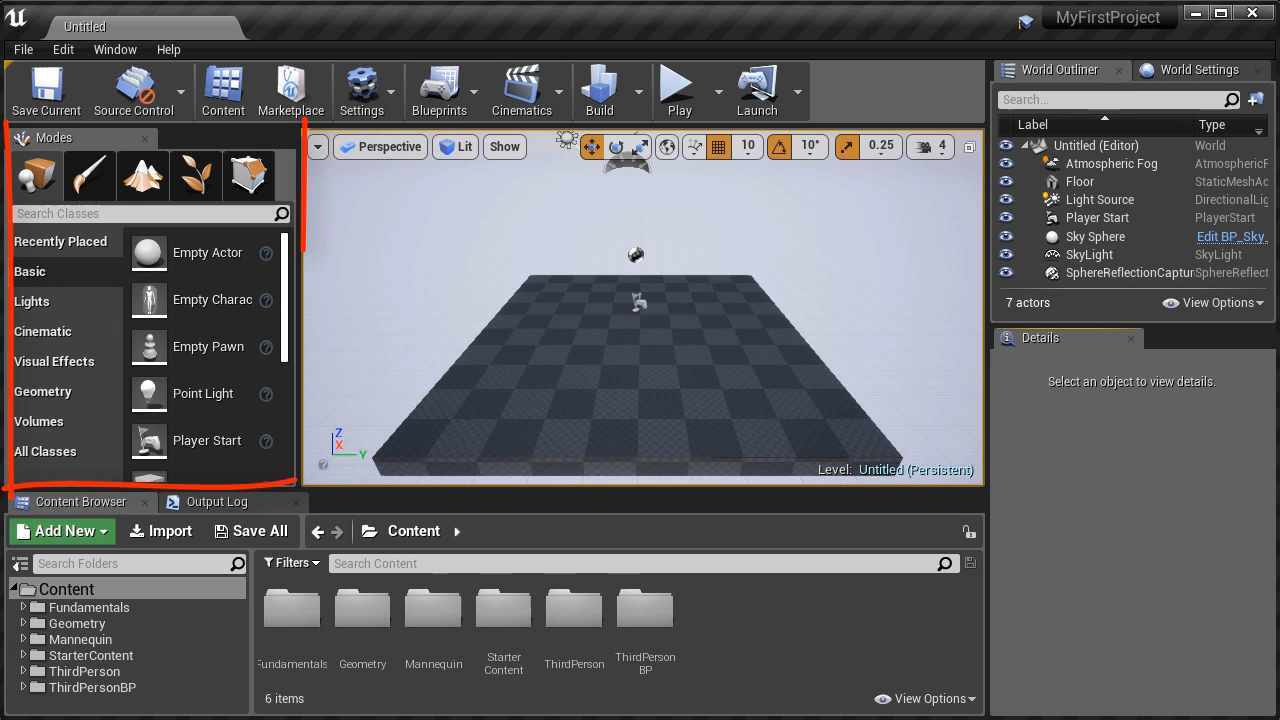 Untitled
MyFirstProject
File Edit Window Help
Save Current Source Control Content Marketplace Settings Blueprints Cinematics Build Play Launch
Modes
Search Classes
Recently Placed
Basic
Lights
Cinematic
Visual Effects
Geometry
Volumes
All Classes
Empty Actor
Empty Charac
Empty Pawn
Point Light
Player Start
Perspective Lit Show 10 10° 0.25 4
Z
X
Y
Level: Untitled (Persistent)
World Outliner World Settings
Search...
Label Type
Untitled (Editor) World
Atmospheric Fog AtmosphericF
Floor StaticMeshAc
Light Source DirectionalLig
Player Start PlayerStart
Sky Sphere Edit BP_Sky_
SkyLight SkyLight
SphereReflectionCaptur SphereReflect
7 actors View Options
Details
Select an object to view details.
Content Browser Output Log
Add New Import Save All Content
Search Folders
Content
Fundamentals
Geometry
Mannequin
StarterContent
ThirdPerson
ThirdPersonBP
Filters Search Content
Fundamentals Geometry Mannequin Starter Content ThirdPerson ThirdPerson BP
6 items View Options